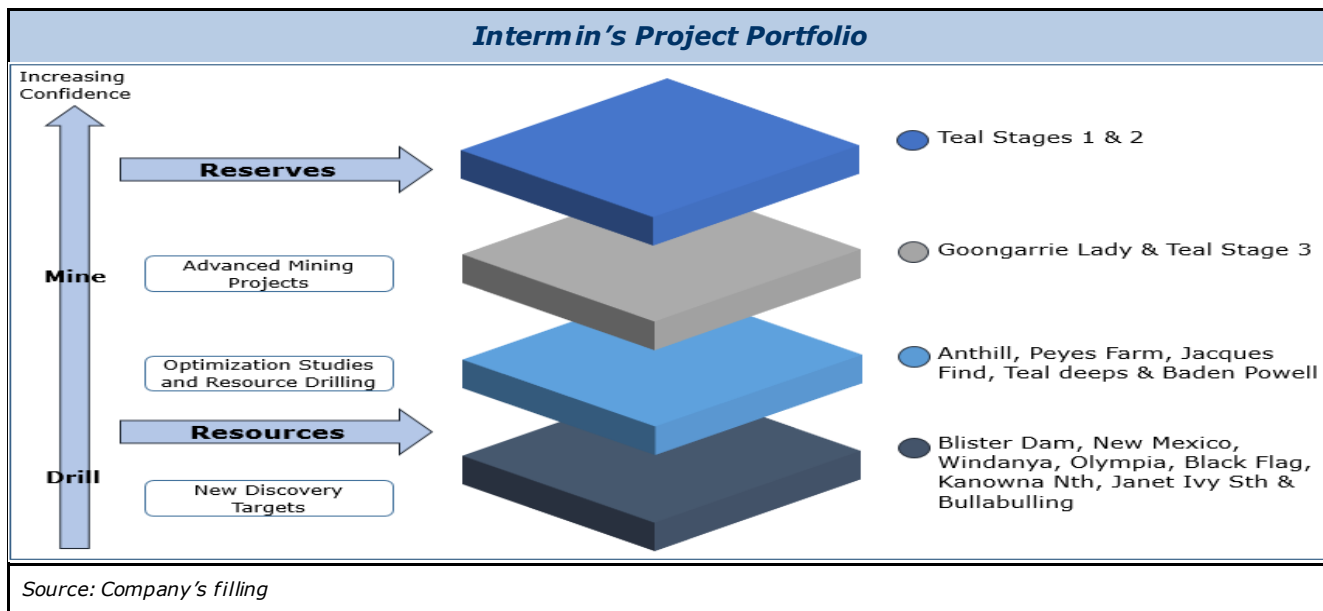 Intermin's Project Portfolio
Increasing
Confidence
Reserves
Teal Stages 1 & 2
Mine
Advanced Mining
Projects
Goongarrie Lady & Teal Stage 3
Optimization Studies
and Resource Drilling
Anthill, Peyes Farm, Jacques
Find, Teal deeps & Baden Powell
Resources
Drill
New Discovery
Targets
Blister Dam, New Mexico,
Windanya, Olympia, Black Flag,
Kanowna Nth, Janet Ivy Sth &
Bullabulling
Source: Company's filling